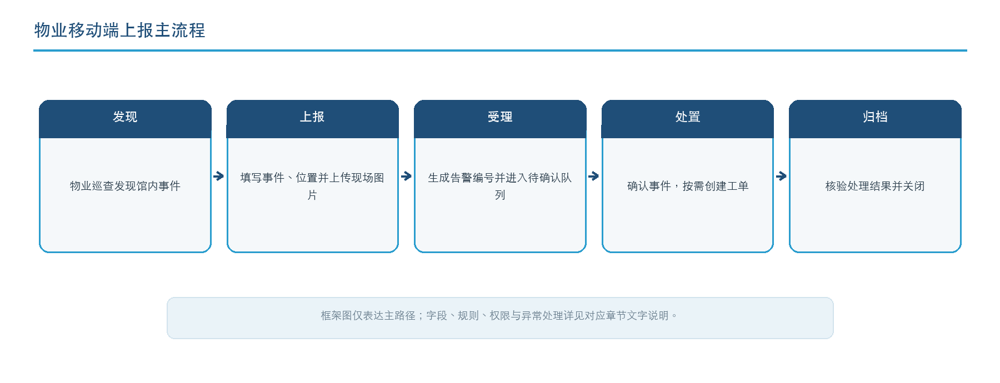 物业移动端上报主流程
发现
物业巡查发现馆内事件
上报
填写事件、位置并上传现场图
片
受理
生成告警编号并进入待确认队
列
处置
确认事件，按需创建工单
归档
核验处理结果并关闭
框架图仅表达主路径；字段、规则、权限与异常处理详见对应章节文字说明。